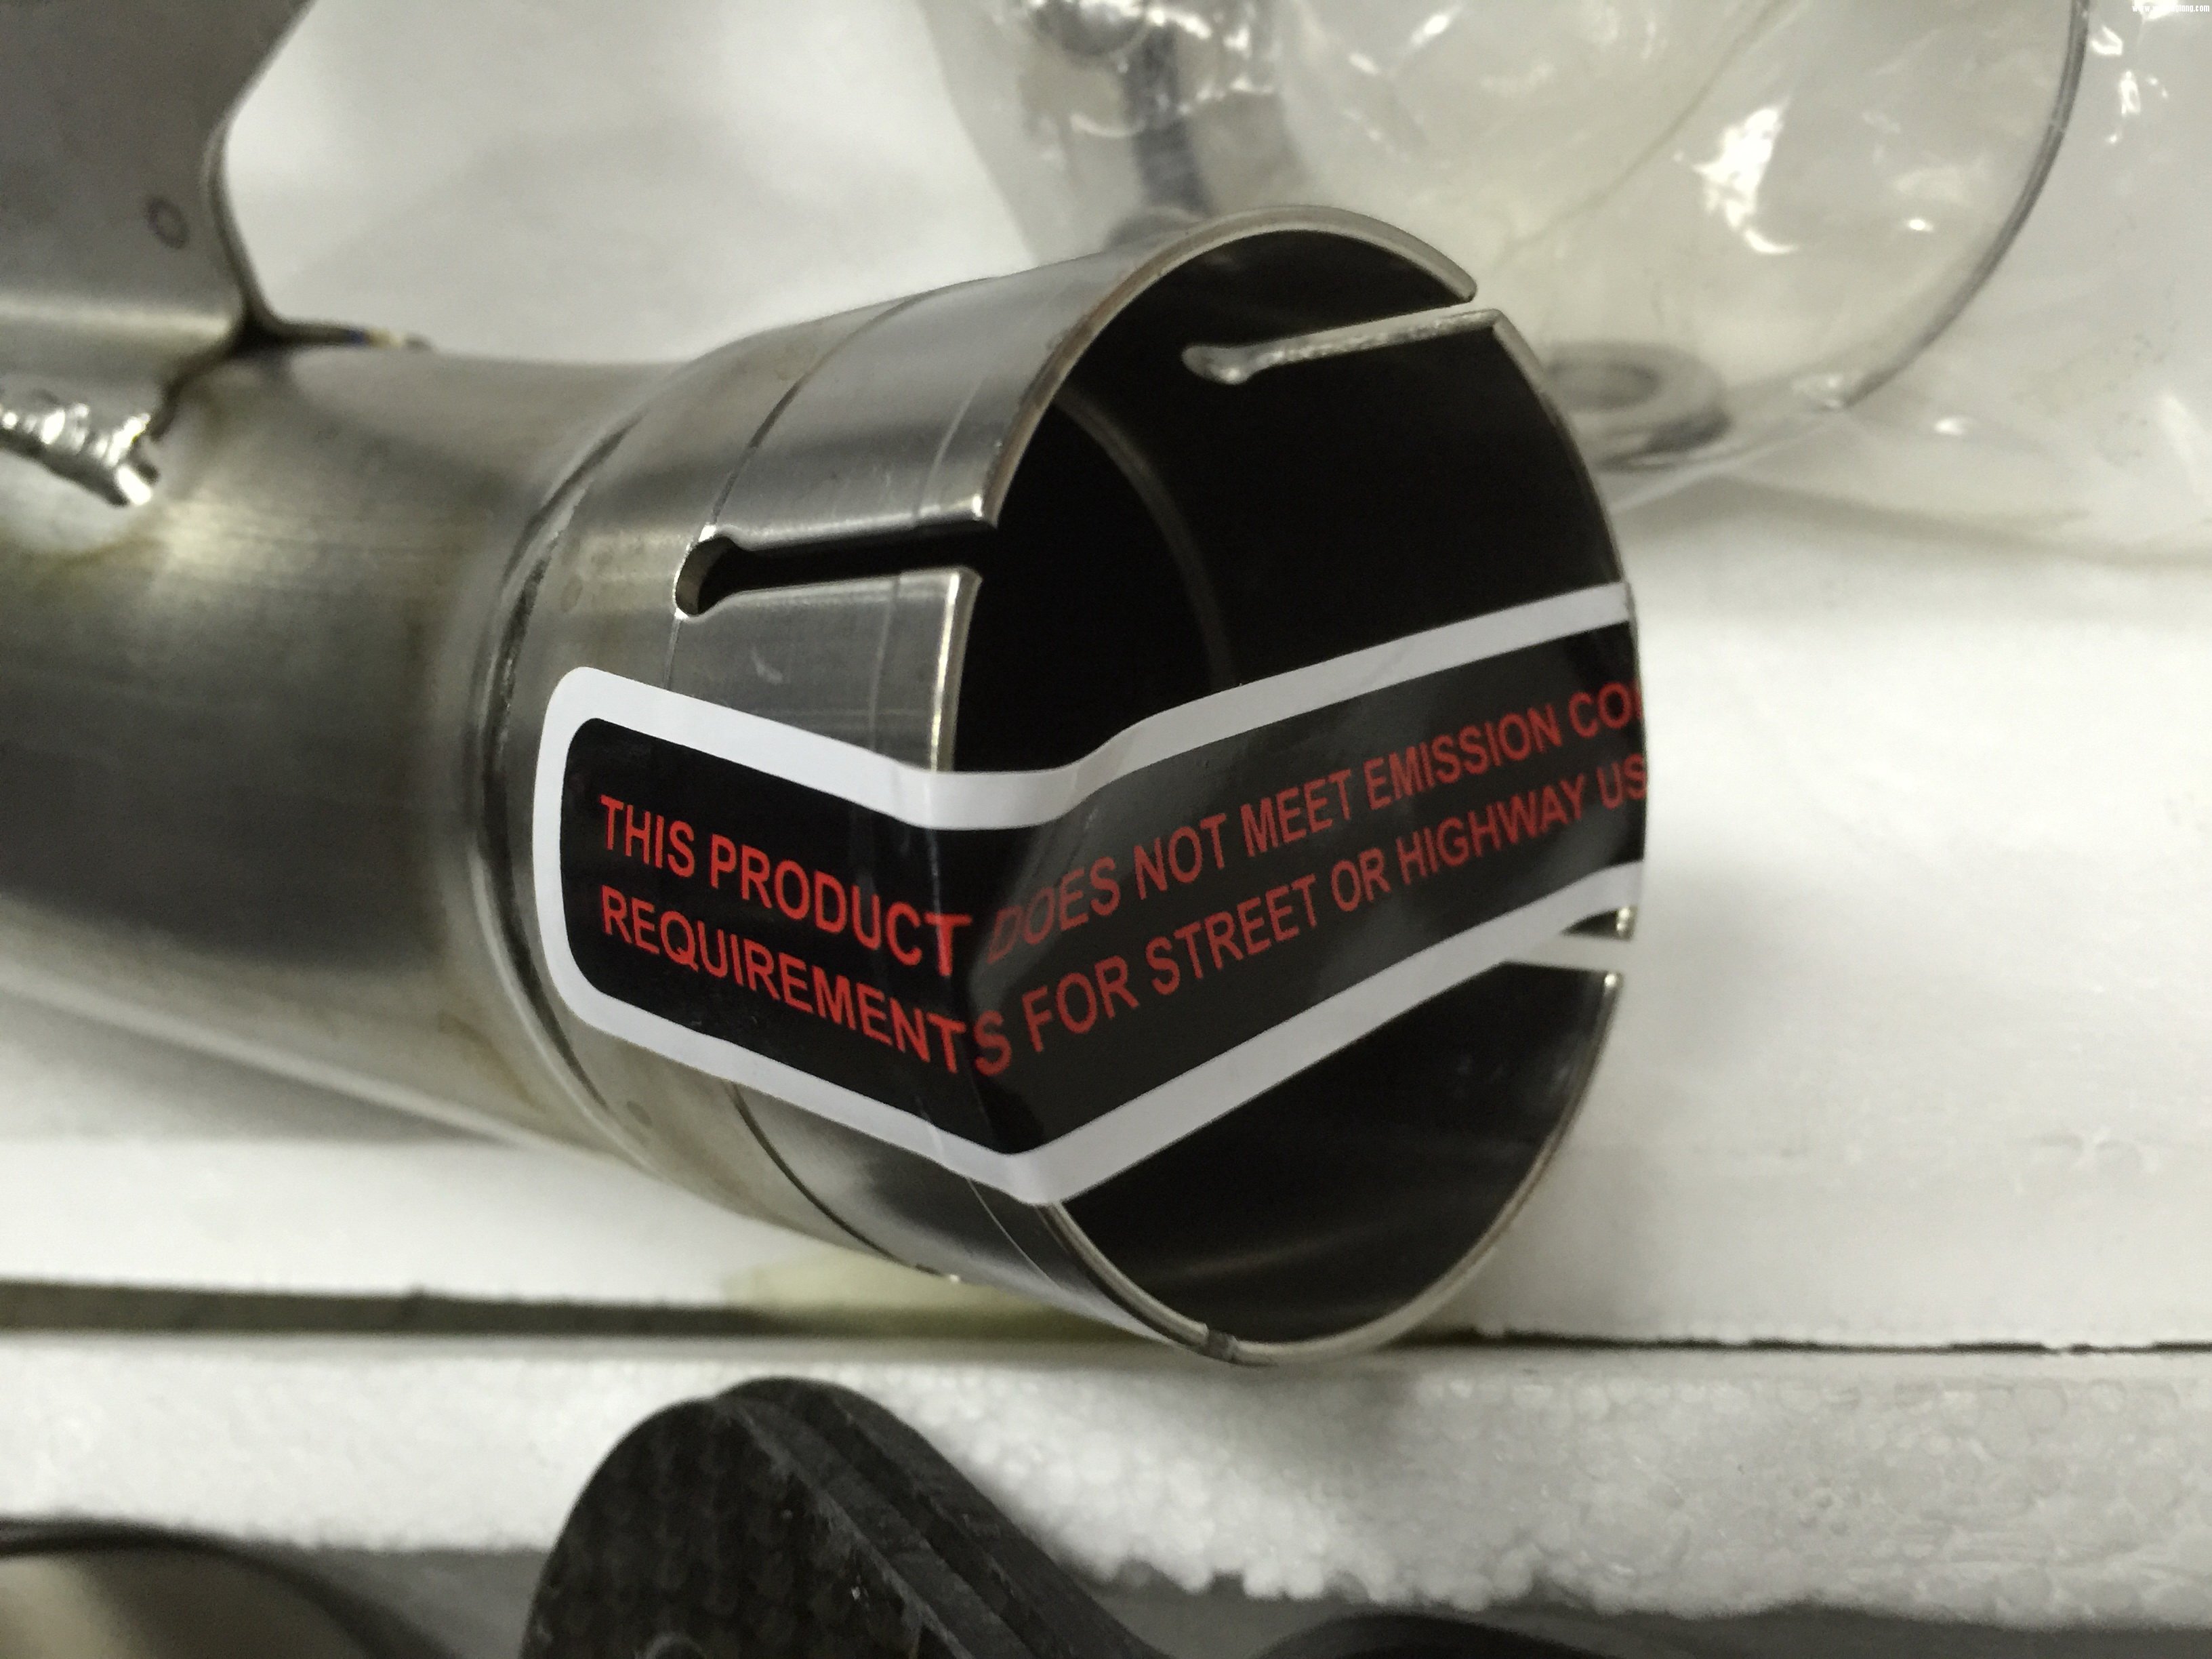 THIS PRODUCT DOES NOT MEET EMISSION CO
REQUIREMENTS FOR STREET OR HIGHWAY US